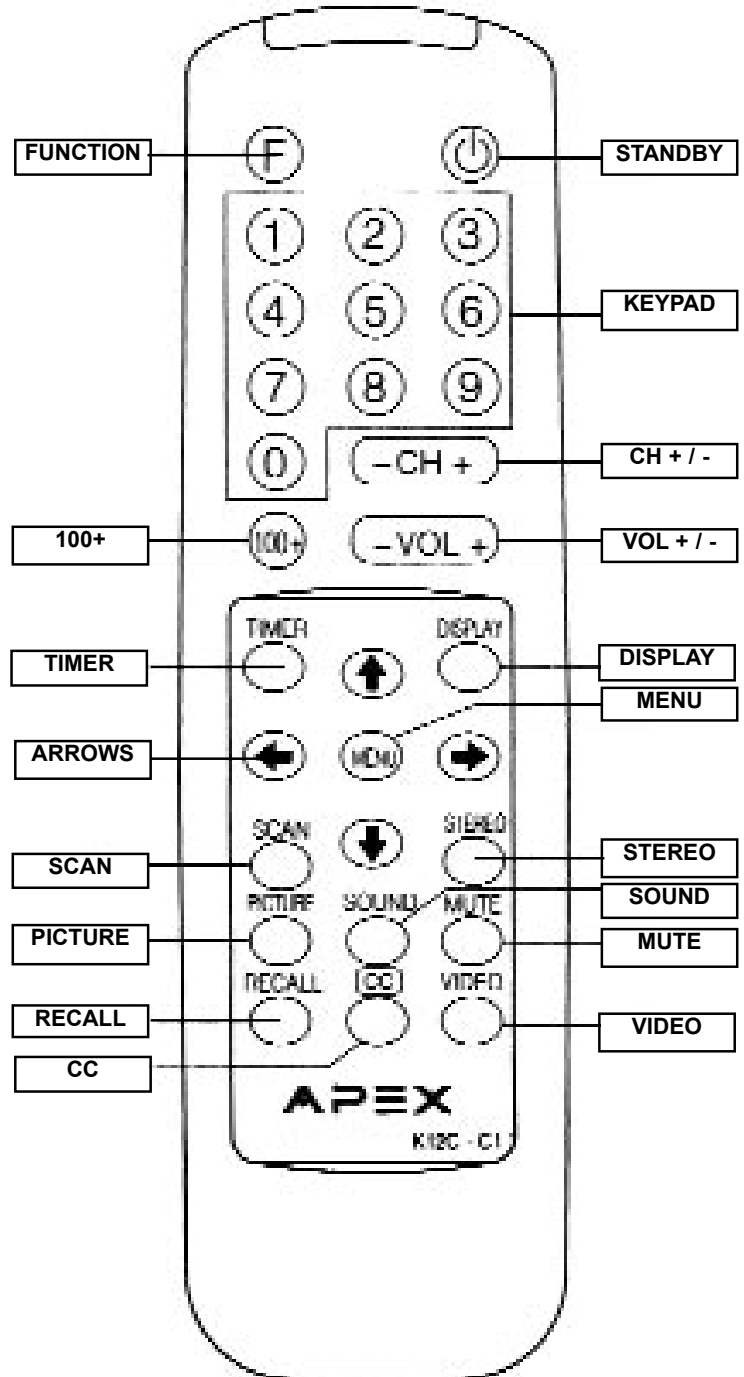 FUNCTION F STANDBY
1 2 3
4 5 6 KEYPAD
7 8 9
0 -CH + CH + / -
100+ 100+ -VOL + VOL + / -
TIMER DISPLAY
TIMER DISPLAY
MENU
ARROWS MENU
SCAN STEREO
SCAN STEREO
SOUND
PICTURE SOUND MUTE
PICTURE MUTE
RECALL CC VIDEO
RECALL VIDEO
CC
APEX
K12C - C1